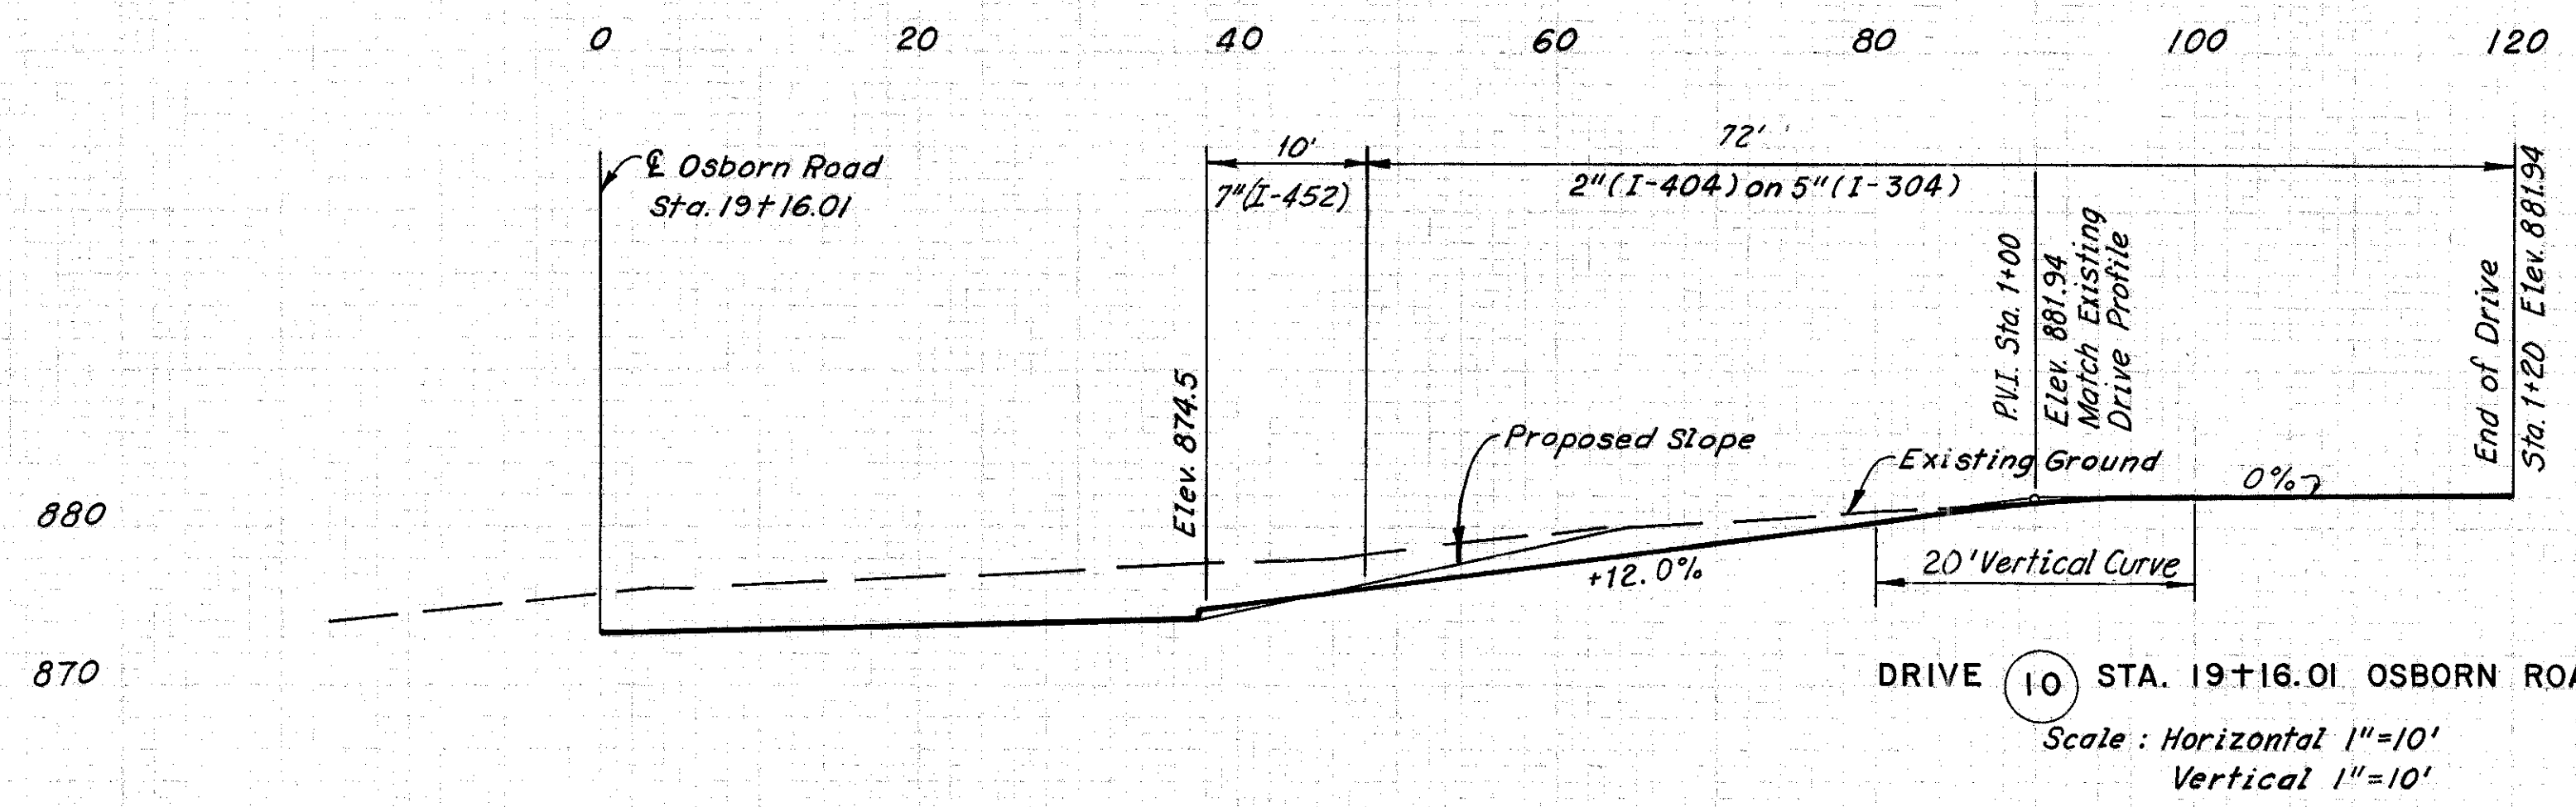 0 20 40 60 80 100 120
℄ Osborn Road
Sta. 19+16.01
10'
7"(I-452)
72'
2"(I-404) on 5"(I-304)
Elev. 874.5
P.V.I. Sta. 1+00
Elev. 881.94
Match Existing
Drive Profile
End of Drive
Sta. 1+20 Elev. 881.94
Proposed Slope
Existing Ground
0%
880
+12.0%
20' Vertical Curve
870
DRIVE 10 STA. 19+16.01 OSBORN ROA
Scale : Horizontal 1"=10'
Vertical 1"=10'